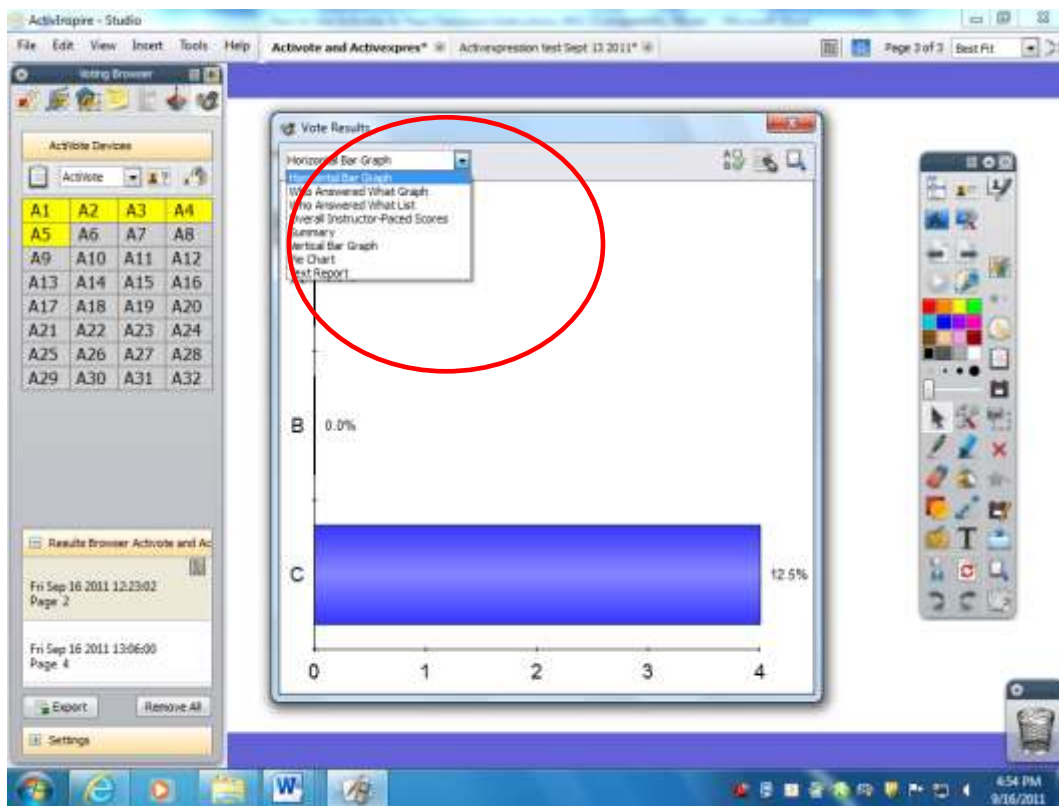 ActivInspire - Studio
File Edit View Insert Tools Help
Activote and Activexpres*
Activexpression test Sept 13 2011*
Page 3 of 3
Best Fit
Voting Browser
ActiVote Devices
ActiVote
A1 A2 A3 A4
A5 A6 A7 A8
A9 A10 A11 A12
A13 A14 A15 A16
A17 A18 A19 A20
A21 A22 A23 A24
A25 A26 A27 A28
A29 A30 A31 A32
Results Browser Activote and Ac
Fri Sep 16 2011 12:23:02
Page 2
Fri Sep 16 2011 13:06:00
Page 4
Export
Remove All
Settings
Vote Results
Horizontal Bar Graph
Horizontal Bar Graph
Who Answered What Graph
Who Answered What List
Overall Instructor-Paced Scores
Summary
Vertical Bar Graph
Pie Chart
Text Report
B 0.0%
C 12.5%
0 1 2 3 4
T
W
4:54 PM
9/16/2011